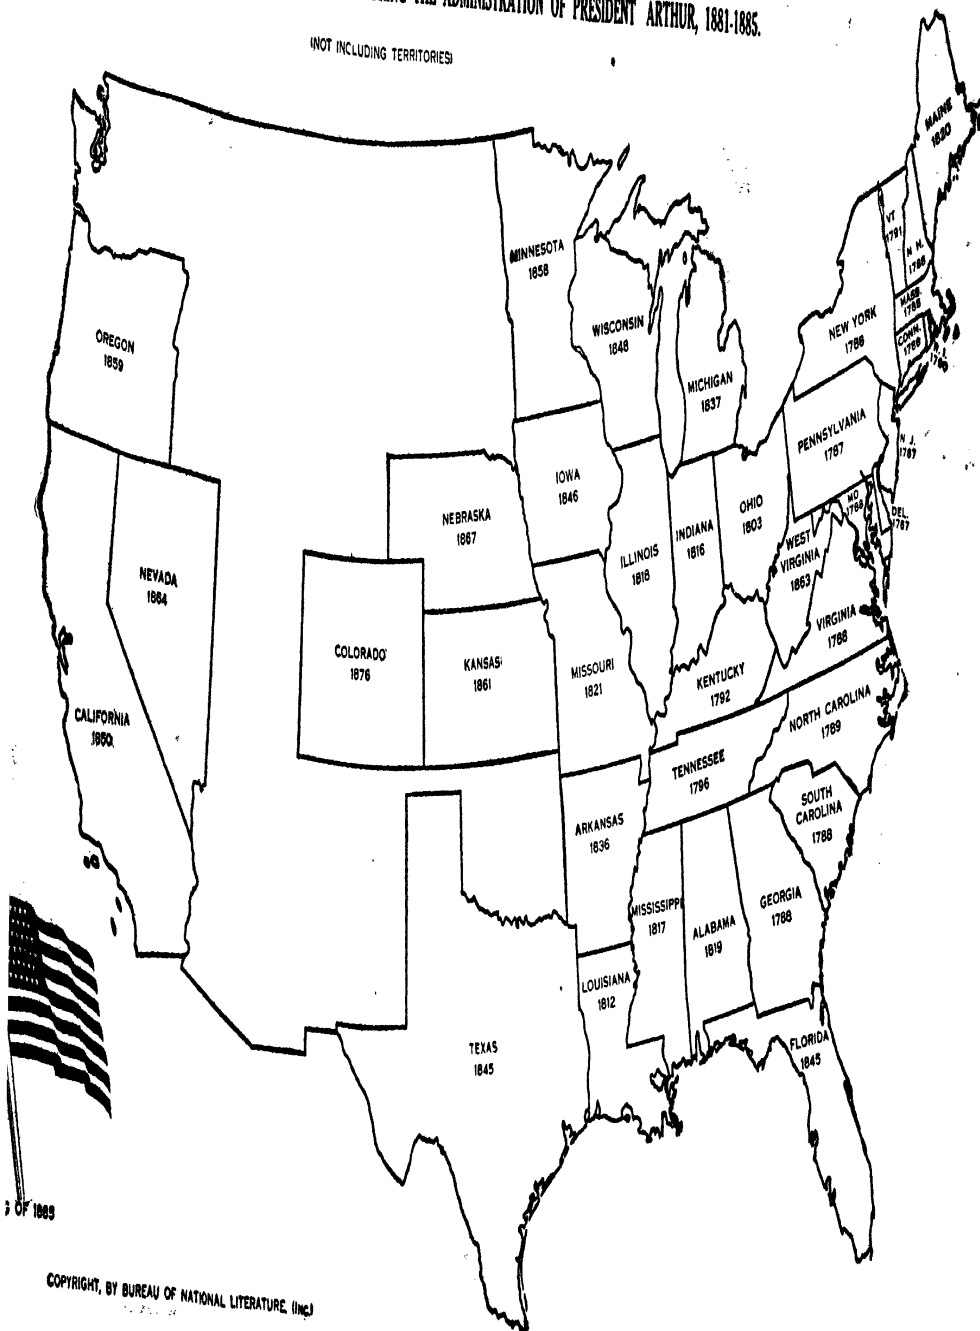 THE ADMINISTRATION OF PRESIDENT ARTHUR, 1881-1885.
(NOT INCLUDING TERRITORIES)
MAINE
1820
VT
1791
N H.
1788
MASS.
1788
CONN.
1788
NEW YORK
1788
MINNESOTA
1858
WISCONSIN
1848
MICHIGAN
1837
OREGON
1859
PENNSYLVANIA
1787
N J.
1787
DEL.
1787
MD
1788
IOWA
1846
NEBRASKA
1867
ILLINOIS
1818
INDIANA
1816
OHIO
1803
WEST
VIRGINIA
1863
VIRGINIA
1788
NEVADA
1864
COLORADO
1876
KANSAS
1861
MISSOURI
1821
KENTUCKY
1792
NORTH CAROLINA
1789
CALIFORNIA
1850
TENNESSEE
1796
SOUTH
CAROLINA
1788
ARKANSAS
1836
MISSISSIPPI
1817
ALABAMA
1819
GEORGIA
1788
LOUISIANA
1812
TEXAS
1845
FLORIDA
1845
OF 1885
COPYRIGHT, BY BUREAU OF NATIONAL LITERATURE, (Inc.)